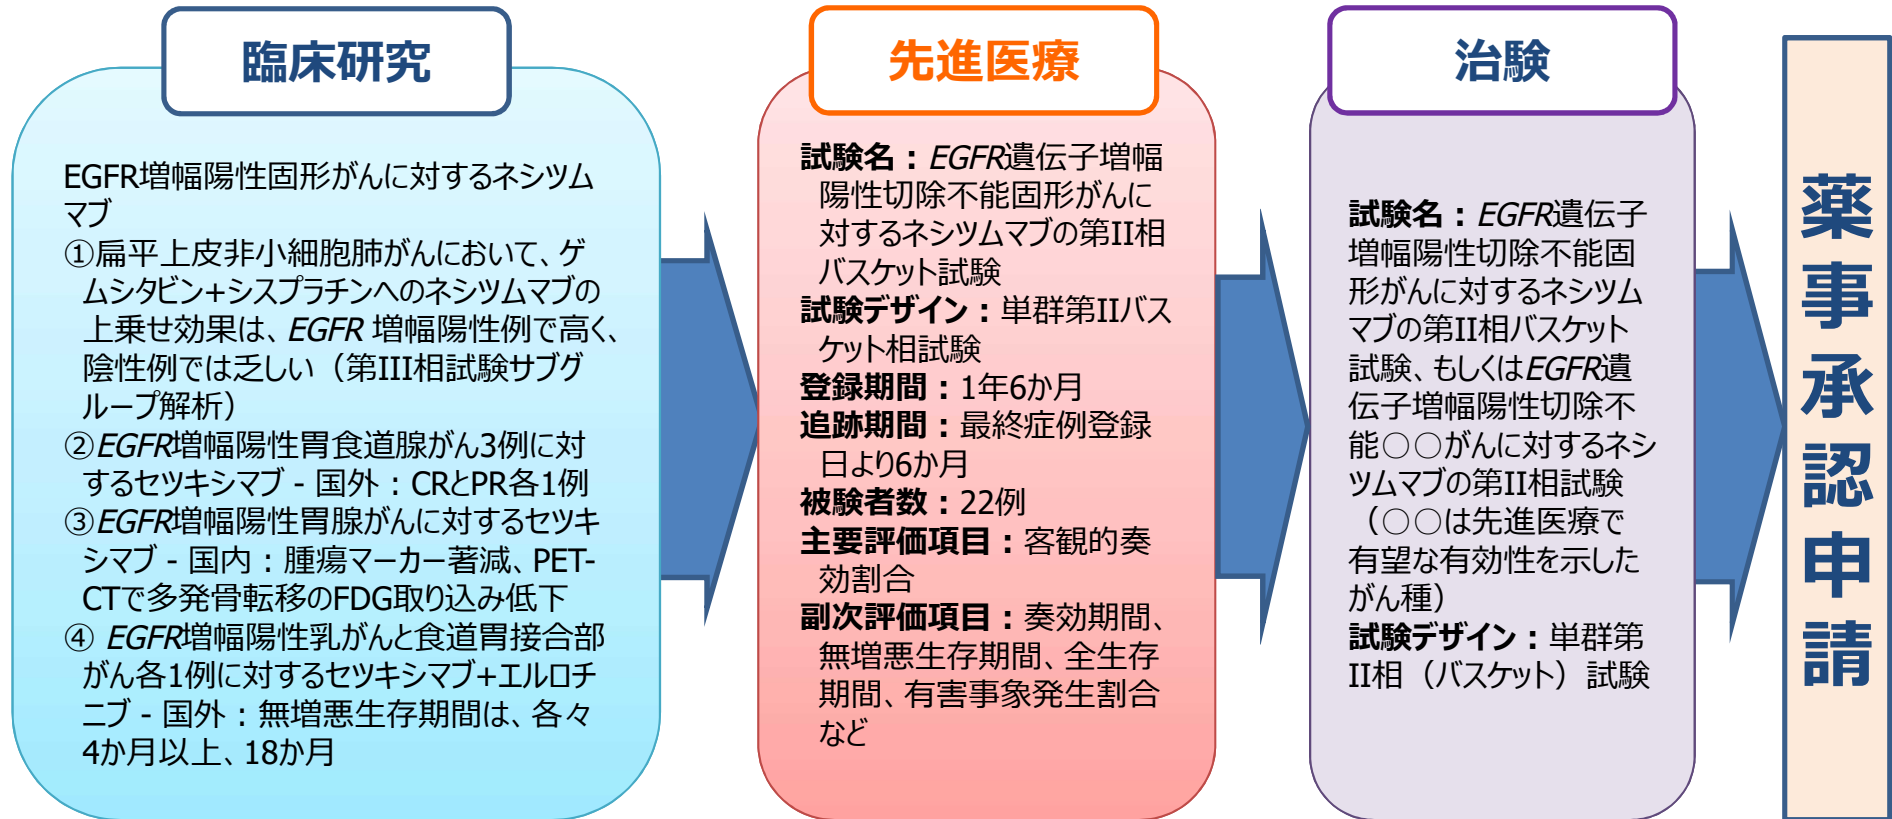 臨床研究
EGFR増幅陽性固形がんに対するネシツム
マブ
①扁平上皮非小細胞肺がんにおいて、ゲ
ムシタビン+シスプラチンへのネシツムマブの
上乗せ効果は、EGFR 増幅陽性例で高く、
陰性例では乏しい（第III相試験サブグ
ループ解析）
②EGFR増幅陽性胃食道腺がん3例に対
するセツキシマブ - 国外：CRとPR各1例
③EGFR増幅陽性胃腺がんに対するセツキ
シマブ - 国内：腫瘍マーカー著減、PET-
CTで多発骨転移のFDG取り込み低下
④ EGFR増幅陽性乳がんと食道胃接合部
がん各1例に対するセツキシマブ+エルロチ
ニブ - 国外：無増悪生存期間は、各々
4か月以上、18か月
先進医療
試験名：EGFR遺伝子増幅
陽性切除不能固形がんに
対するネシツムマブの第II相
バスケット試験
試験デザイン：単群第IIバス
ケット相試験
登録期間：1年6か月
追跡期間：最終症例登録
日より6か月
被験者数：22例
主要評価項目：客観的奏
効割合
副次評価項目：奏効期間、
無増悪生存期間、全生存
期間、有害事象発生割合
など
治験
試験名：EGFR遺伝子
増幅陽性切除不能固
形がんに対するネシツム
マブの第II相バスケット
試験、もしくはEGFR遺
伝子増幅陽性切除不
能○○がんに対するネシ
ツムマブの第II相試験
（○○は先進医療で
有望な有効性を示した
がん種）
試験デザイン：単群第
II相（バスケット）試験
薬事承認申請